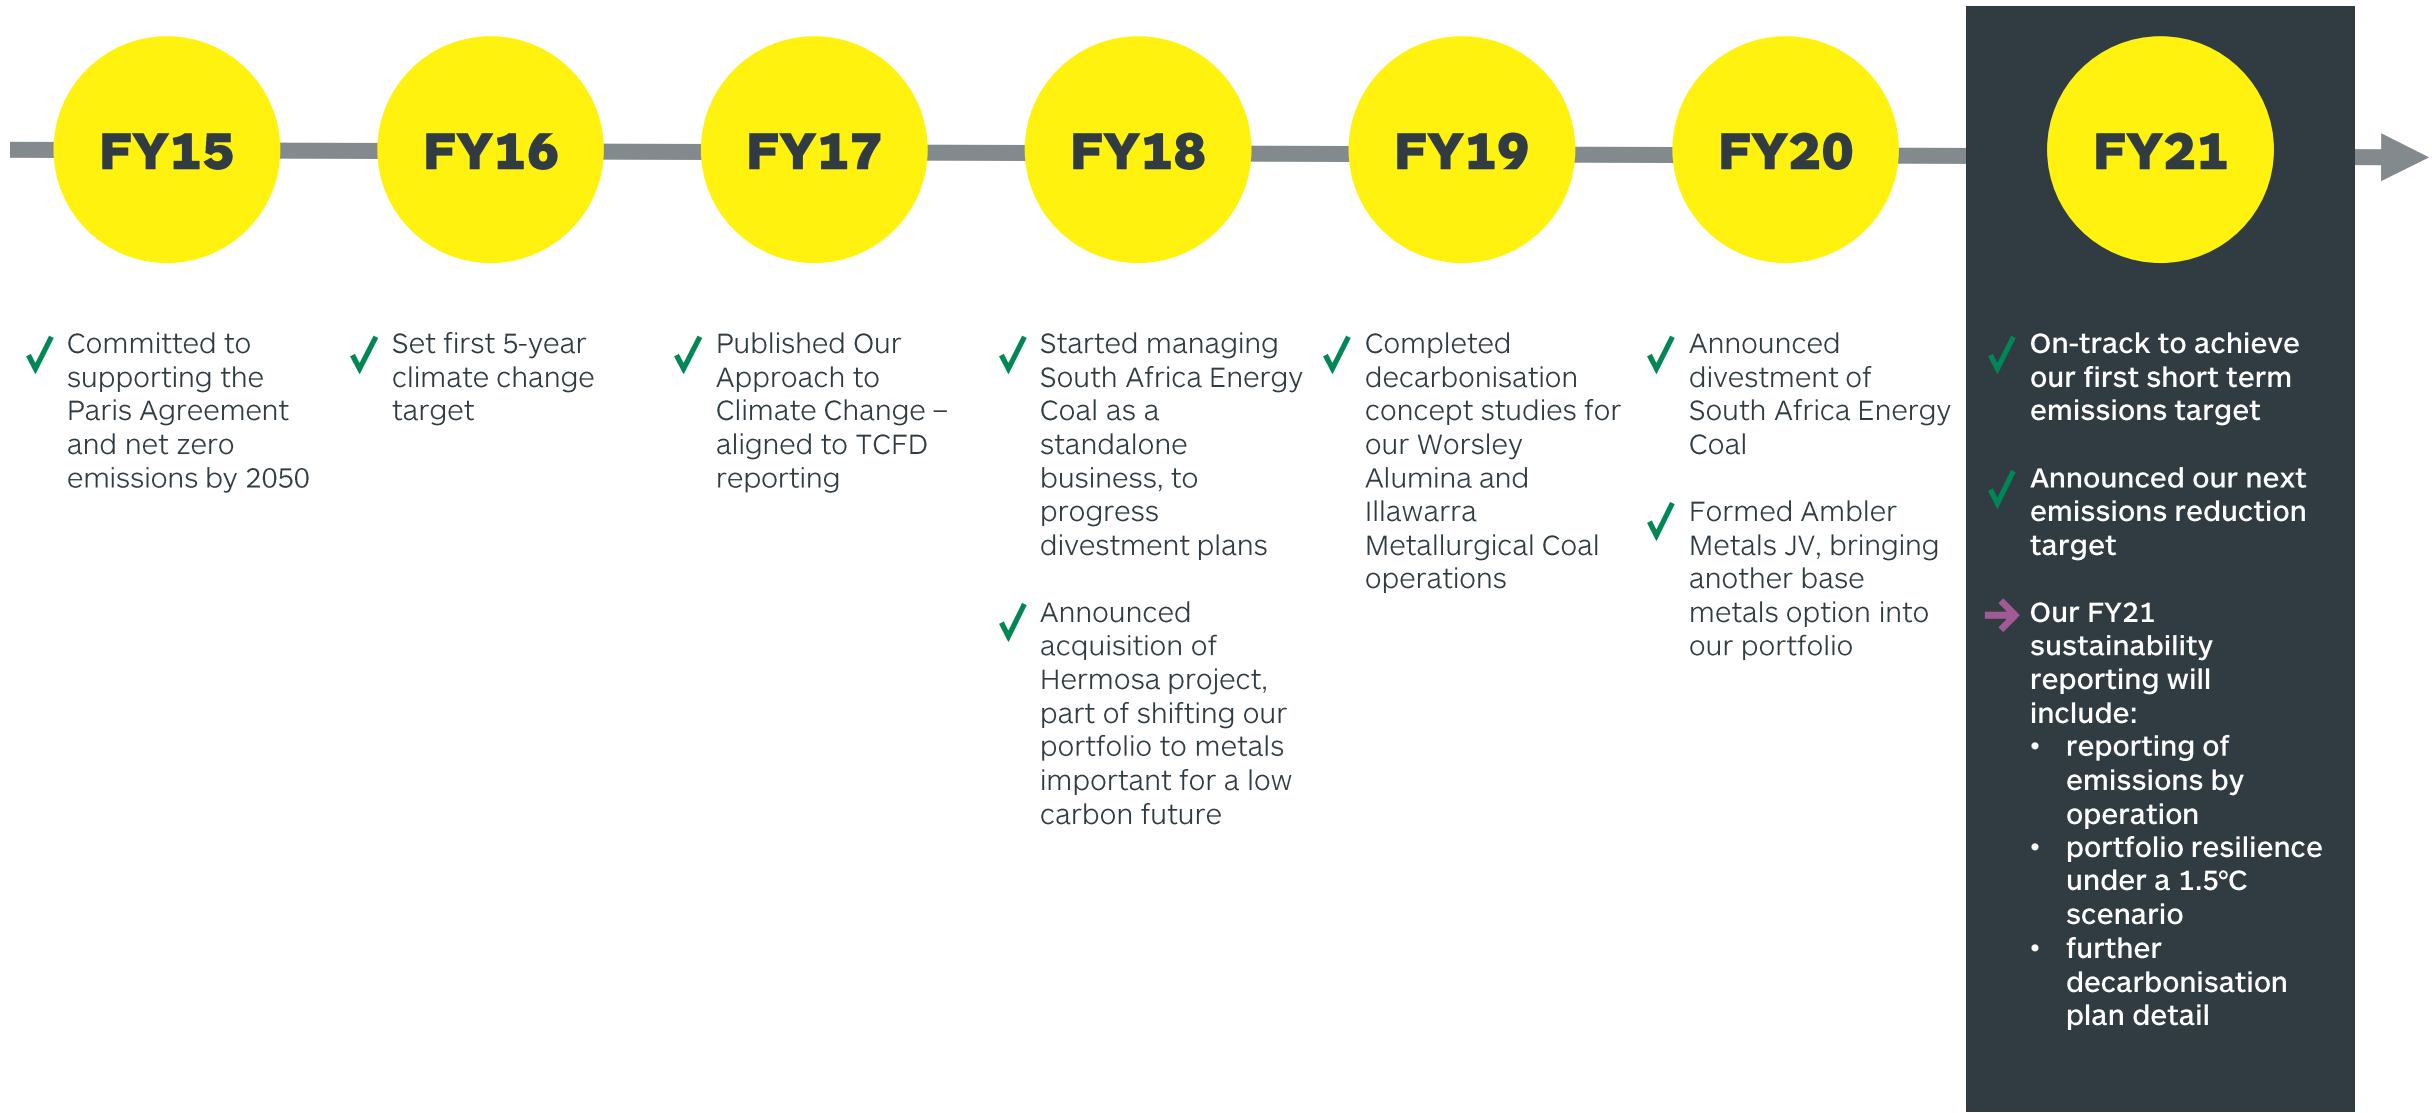 FY15
FY16
FY17
FY18
FY19
FY20
FY21
Committed to
supporting the
Paris Agreement
and net zero
emissions by 2050
Set first 5-year
climate change
target
Published Our
Approach to
Climate Change –
aligned to TCFD
reporting
Started managing
South Africa Energy
Coal as a
standalone
business, to
progress
divestment plans
Announced
acquisition of
Hermosa project,
part of shifting our
portfolio to metals
important for a low
carbon future
Completed
decarbonisation
concept studies for
our Worsley
Alumina and
Illawarra
Metallurgical Coal
operations
Announced
divestment of
South Africa Energy
Coal
Formed Ambler
Metals JV, bringing
another base
metals option into
our portfolio
On-track to achieve
our first short term
emissions target
Announced our next
emissions reduction
target
Our FY21
sustainability
reporting will
include:
• reporting of
emissions by
operation
• portfolio resilience
under a 1.5°C
scenario
• further
decarbonisation
plan detail